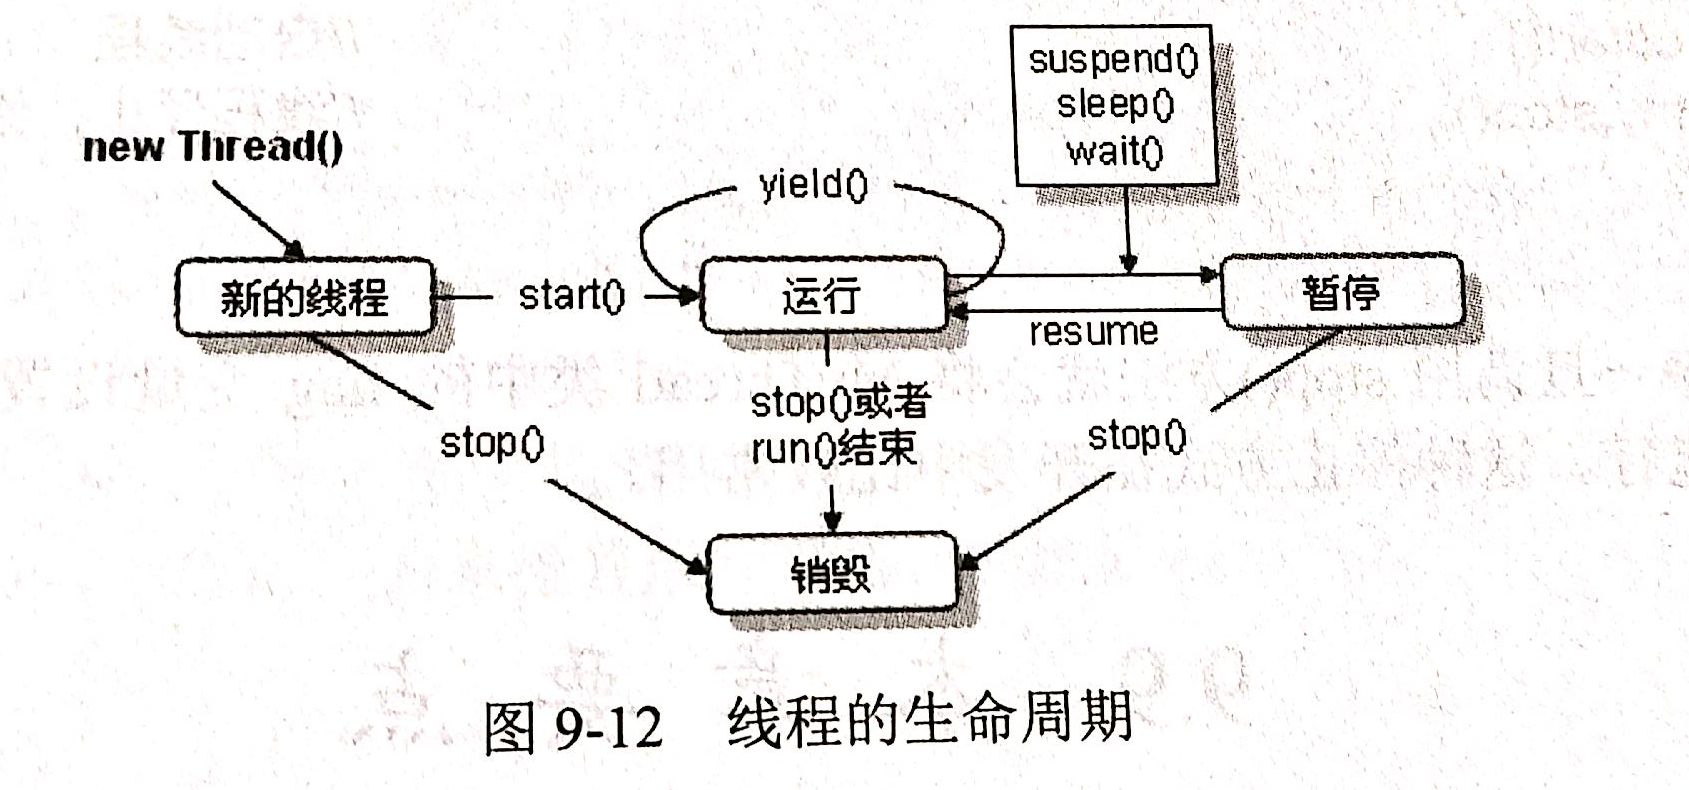 suspend()
sleep()
wait()
new Thread()
yield()
新的线程
start()
运行
暂停
resume
stop()或者
run()结束
stop()
stop()
销毁
图 9-12 线程的生命周期